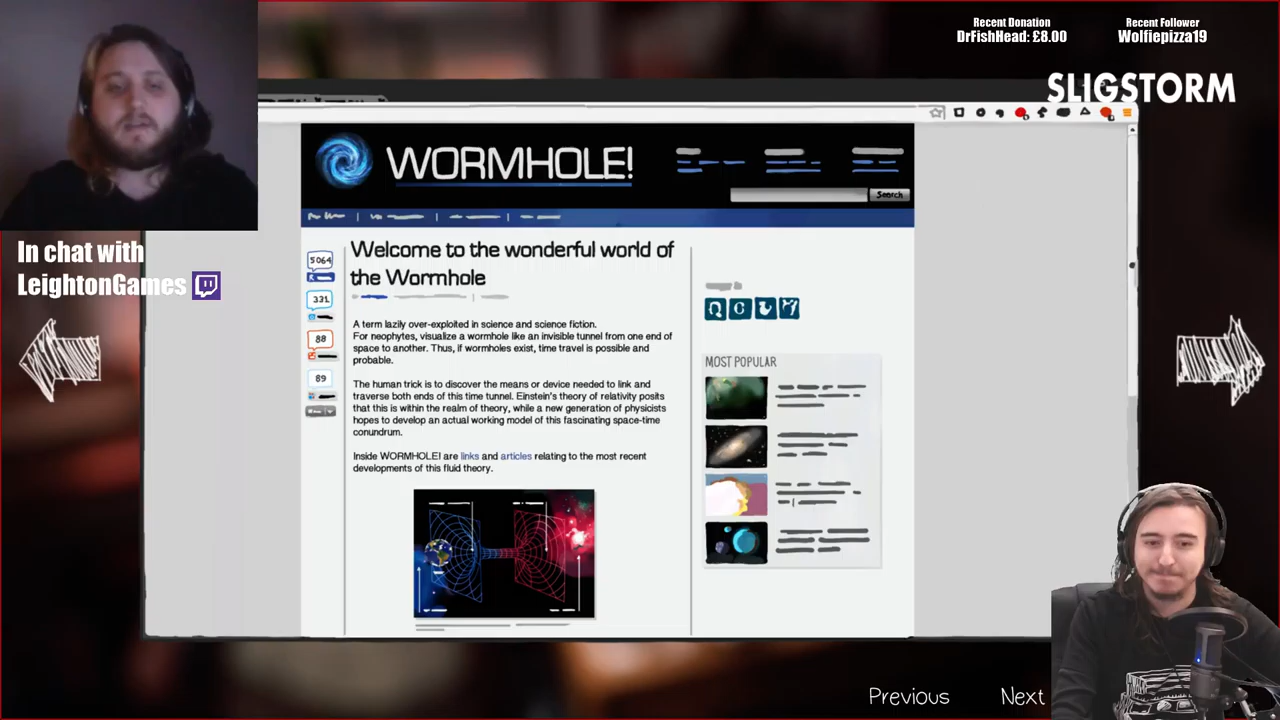 Recent Donation
DrFishHead: £8.00
Recent Follower
Wolfiepizza19
SLIGSTORM
In chat with
LeightonGames
WORMHOLE!
Search
5064
331
88
89
Welcome to the wonderful world of
the Wormhole
A term lazily over-exploited in science and science fiction.
For neophytes, visualize a wormhole like an invisible tunnel from one end of
space to another. Thus, if wormholes exist, time travel is possible and
probable.
The human trick is to discover the means or device needed to link and
traverse both ends of this time tunnel. Einstein's theory of relativity posits
that this is within the realm of theory, while a new generation of physicists
hopes to develop an actual working model of this fascinating space-time
conundrum.
Inside WORMHOLE! are links and articles relating to the most recent
developments of this fluid theory.
MOST POPULAR
Previous
Next